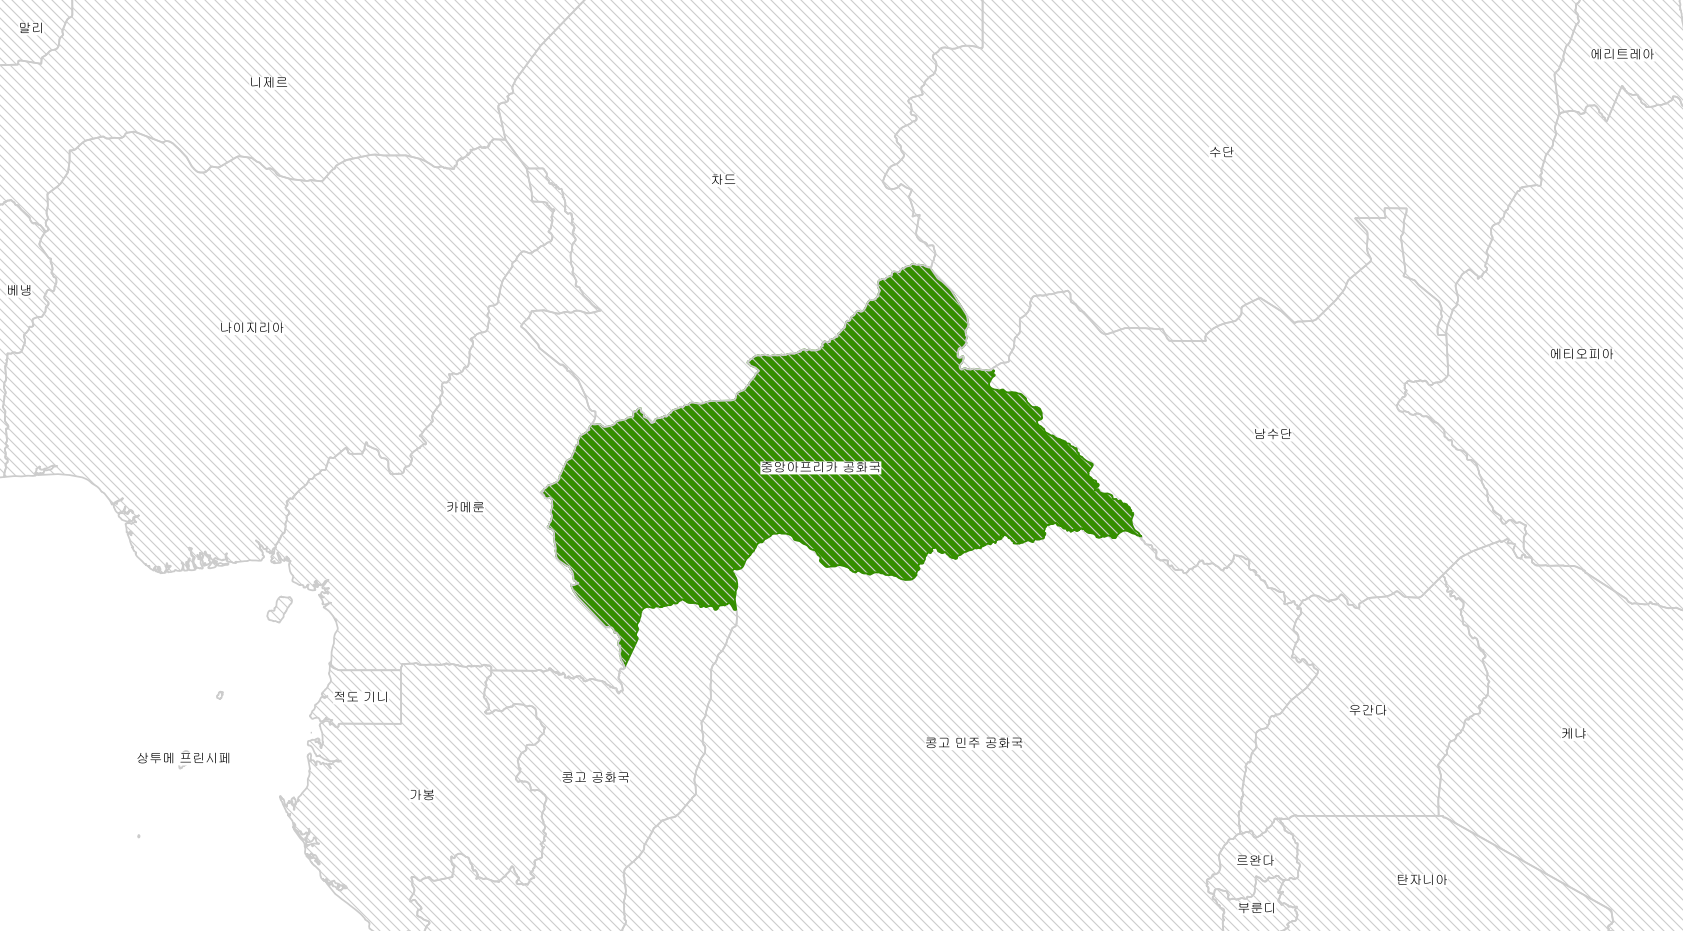 말리
에리트레아
니제르
수단
차드
베냉
나이지리아
에티오피아
남수단
중앙아프리카 공화국
카메룬
적도 기니
우간다
케냐
콩고 민주 공화국
상투메 프린시페
콩고 공화국
가봉
르완다
탄자니아
부룬디